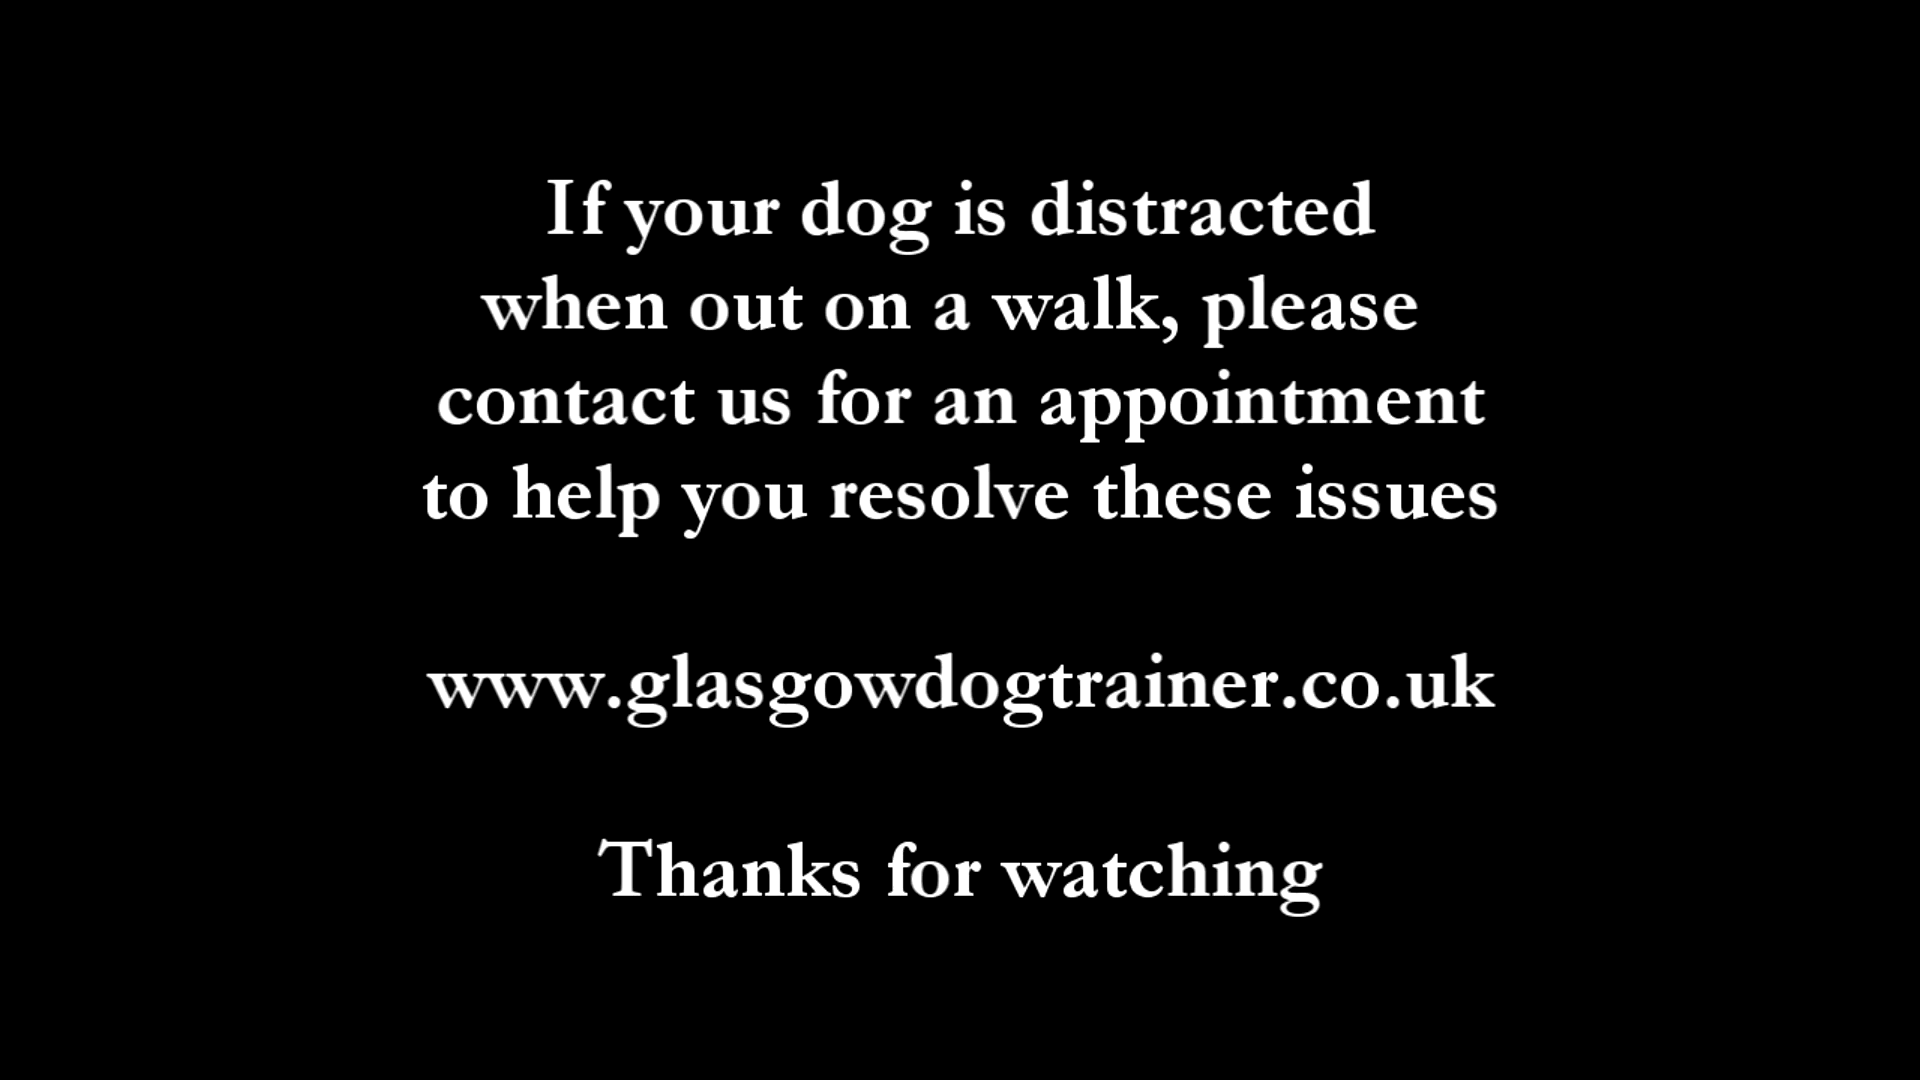 If your dog is distracted
when out on a walk, please
contact us for an appointment
to help you resolve these issues
www.glasgowdogtrainer.co.uk
Thanks for watching